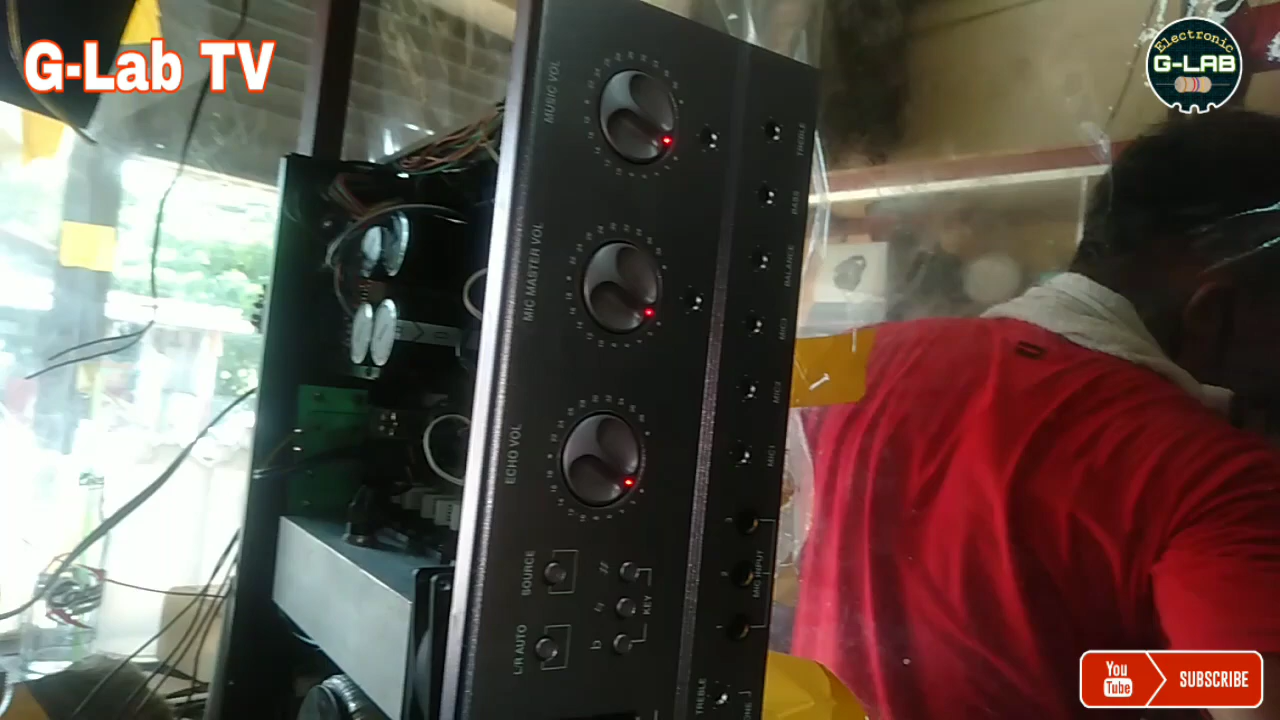 G-Lab TV
Electronic
G-LAB
MUSIC VOL
TREBLE
BASS
MIC MASTER VOL
BALANCE
MIC3
MIC2
ECHO VOL
MIC1
SOURCE
MIC INPUT
KEY
L/R AUTO
TREBLE
You
Tube
SUBSCRIBE